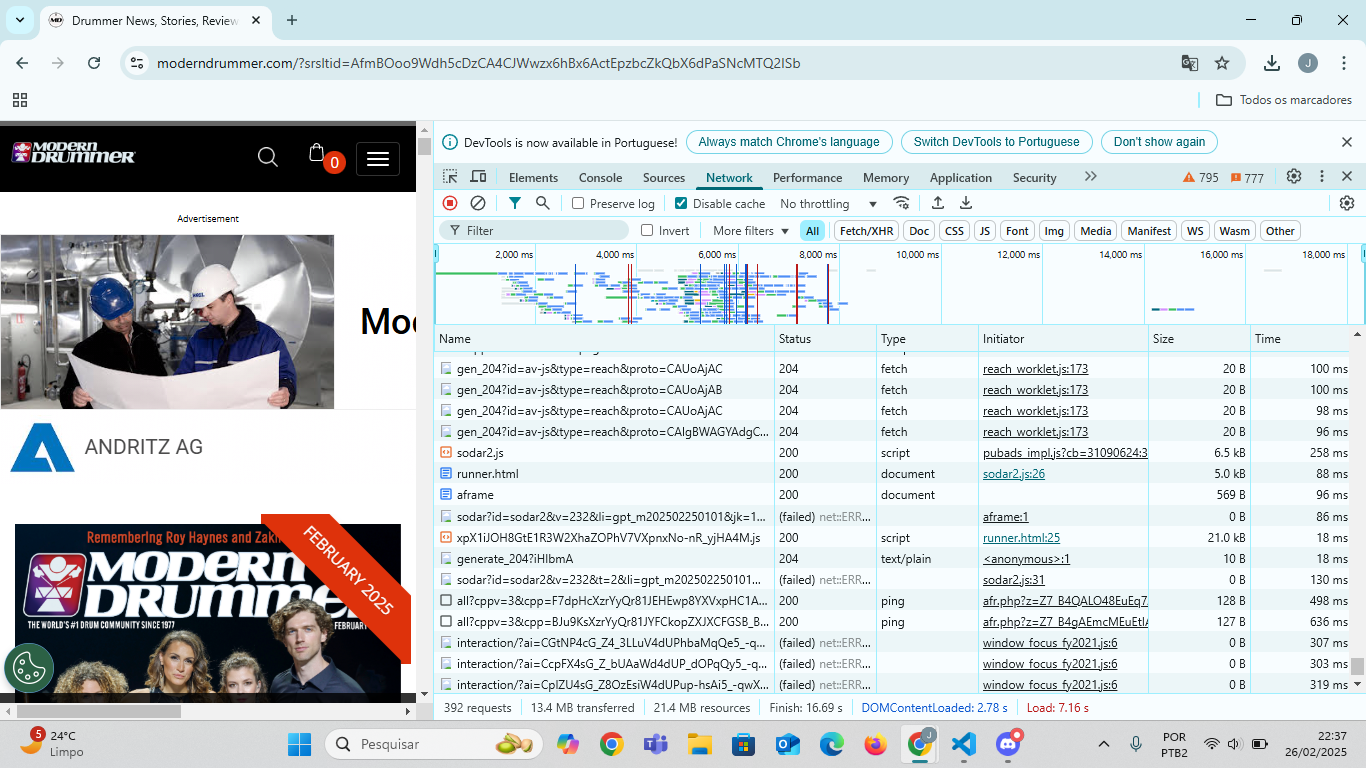 Drummer News, Stories, Review
moderndrummer.com/?srsltid=AfmBOoo9Wdh5cDzCA4CJWwzx6hBx6ActEpzbcZkQbX6dPaSNcMTQ2ISb
J
Todos os marcadores
MODERN DRUMMER
0
Advertisement
Mod
ANDRITZ AG
Remembering Roy Haynes and Zaki
FEBRUARY 2025
MODERN
DRUMMER
THE WORLD'S #1 DRUM COMMUNITY SINCE 1977
FEBRUARY
DevTools is now available in Portuguese!
Always match Chrome's language
Switch DevTools to Portuguese
Don't show again
Elements Console Sources Network Performance Memory Application Security
795 777
Preserve log Disable cache No throttling
Filter Invert More filters All Fetch/XHR Doc CSS JS Font Img Media Manifest WS Wasm Other
2,000 ms 4,000 ms 6,000 ms 8,000 ms 10,000 ms 12,000 ms 14,000 ms 16,000 ms 18,000 ms
Name Status Type Initiator Size Time
gen_204?id=av-js&type=reach&proto=CAUoAjAC 204 fetch reach_worklet.js:173 20 B 100 ms
gen_204?id=av-js&type=reach&proto=CAUoAjAB 204 fetch reach_worklet.js:173 20 B 100 ms
gen_204?id=av-js&type=reach&proto=CAUoAjAC 204 fetch reach_worklet.js:173 20 B 98 ms
gen_204?id=av-js&type=reach&proto=CAIgBWAGYAdgC... 204 fetch reach_worklet.js:173 20 B 96 ms
sodar2.js 200 script pubads_impl.js?cb=31090624:3 6.5 kB 258 ms
runner.html 200 document sodar2.js:26 5.0 kB 88 ms
aframe 200 document 569 B 96 ms
sodar?id=sodar2&v=232&li=gpt_m202502250101&jk=1... (failed) net::ERR... aframe:1 0 B 86 ms
xpX1iJOH8GtE1R3W2XhaZOPhV7VXpnxNo-nR_yjHA4M.js 200 script runner.html:25 21.0 kB 18 ms
generate_204?iHIbmA 204 text/plain <anonymous>:1 10 B 18 ms
sodar?id=sodar2&v=232&t=2&li=gpt_m202502250101... (failed) net::ERR... sodar2.js:31 0 B 130 ms
all?cppv=3&cpp=F7dpHcXzrYyQr81JEHEwp8YXVxpHC1A... 200 ping afr.php?z=Z7_B4QALO48EuEq7 128 B 498 ms
all?cppv=3&cpp=BJu9KsXzrYyQr81JYFCkopZXJXCFGSB_B... 200 ping afr.php?z=Z7_B4gAEmcMEuEtIA 127 B 636 ms
interaction/?ai=CGtNP4cG_Z4_3LLuV4dUPhbaMqQe5_-q... (failed) net::ERR... window_focus_fy2021.js:6 0 B 307 ms
interaction/?ai=CcpFX4sG_Z_bUAaWd4dUP_dOPqQy5_-q... (failed) net::ERR... window_focus_fy2021.js:6 0 B 303 ms
interaction/?ai=CpIZU4sG_Z8OzEsiW4dUPup-hsAi5_-qwX... (failed) net::ERR... window_focus_fy2021.js:6 0 B 319 ms
392 requests 13.4 MB transferred 21.4 MB resources Finish: 16.69 s DOMContentLoaded: 2.78 s Load: 7.16 s
5
24°C
Limpo
Pesquisar
J
POR
PTB2
22:37
26/02/2025